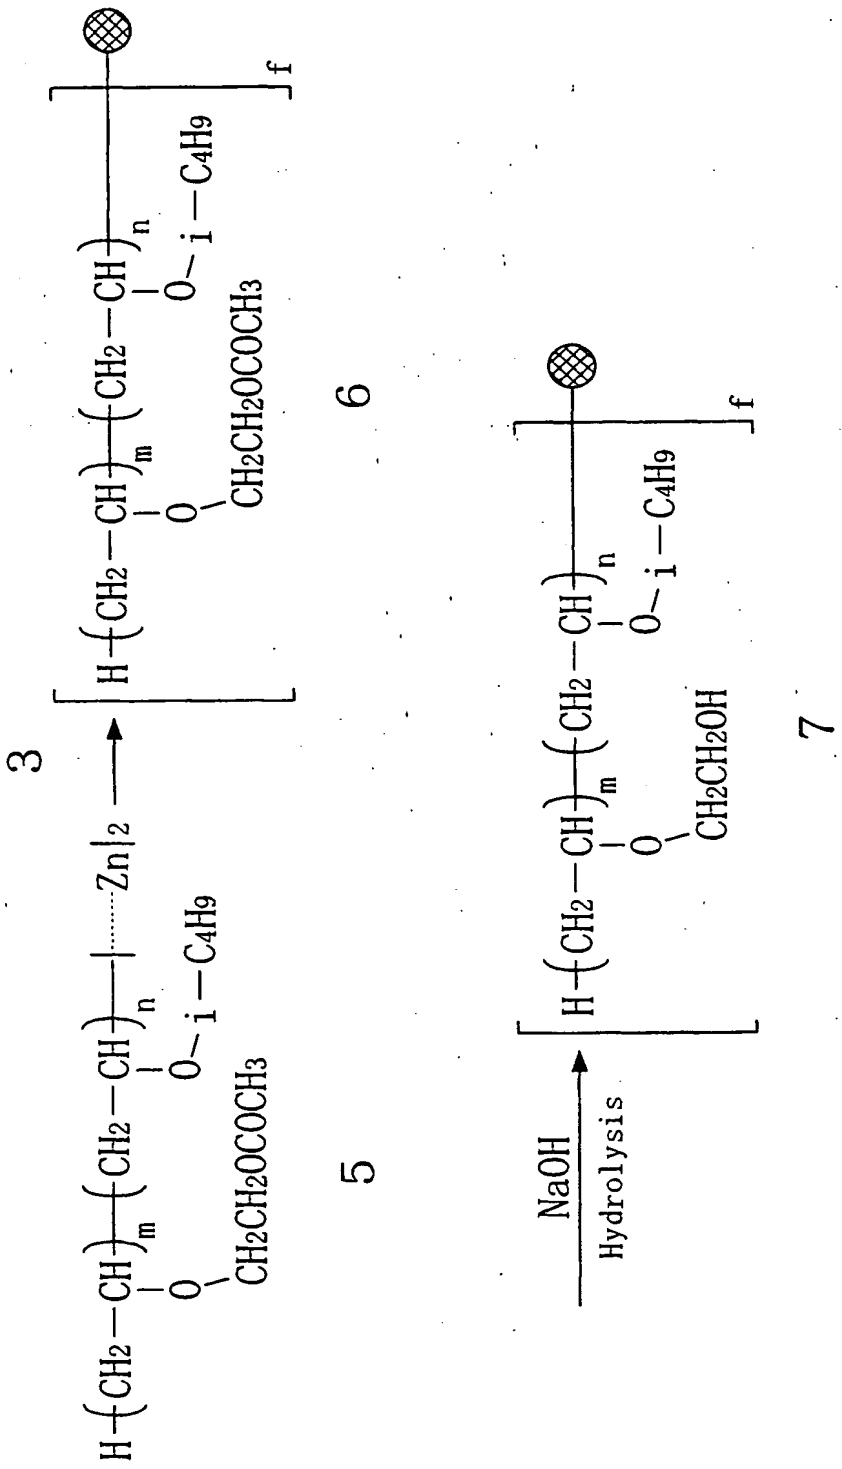 3
H(CH2—CH)m(CH2—CH)n|·····Zn|2
O O—i—C4H9
CH2CH2OCOCH3
5
[H(CH2—CH)m(CH2—CH)n]f
O O—i—C4H9
CH2CH2OCOCH3
6
NaOH
Hydrolysis
[H(CH2—CH)m(CH2—CH)n]f
O O—i—C4H9
CH2CH2OH
7